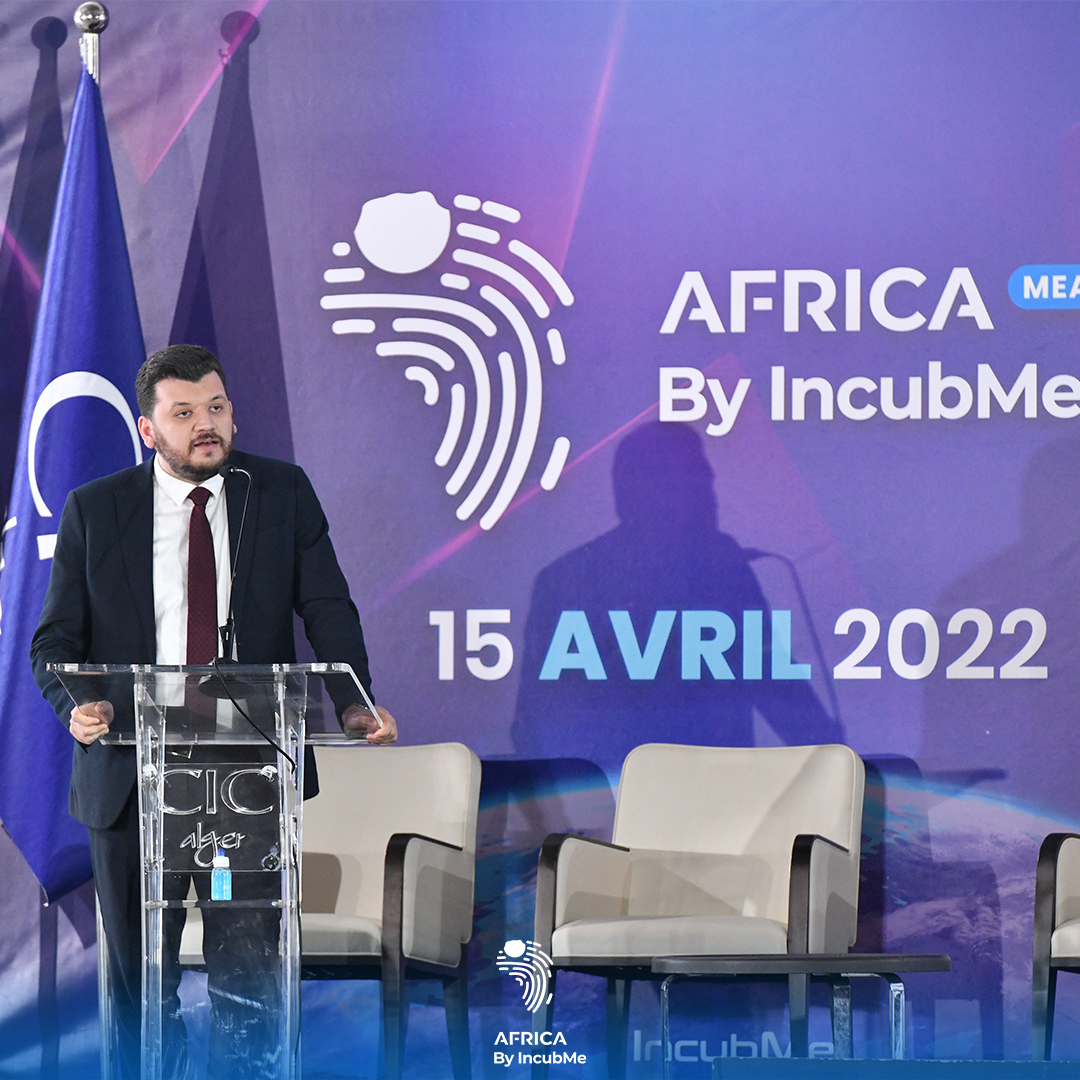 AFRICA
MEA
By IncubMe
15 AVRIL 2022
CIC
alger
AFRICA
By IncubMe
IncubMe